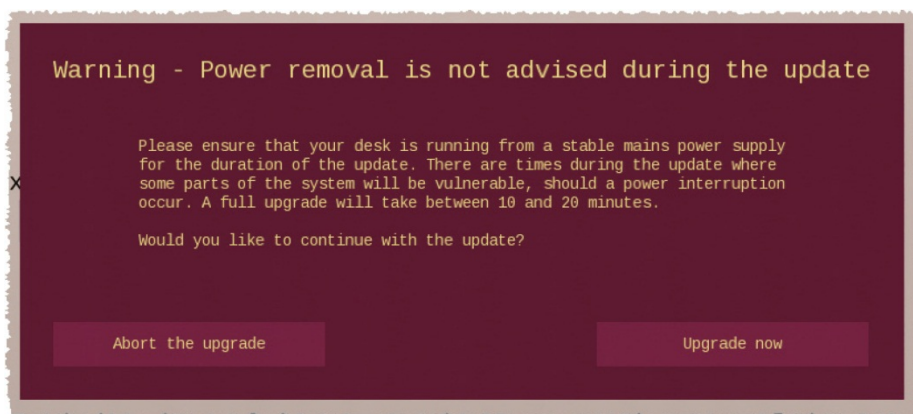 Warning - Power removal is not advised during the update
Please ensure that your desk is running from a stable mains power supply
for the duration of the update. There are times during the update where
x
some parts of the system will be vulnerable, should a power interruption
occur. A full upgrade will take between 10 and 20 minutes.
Would you like to continue with the update?
Abort the upgrade
Upgrade now